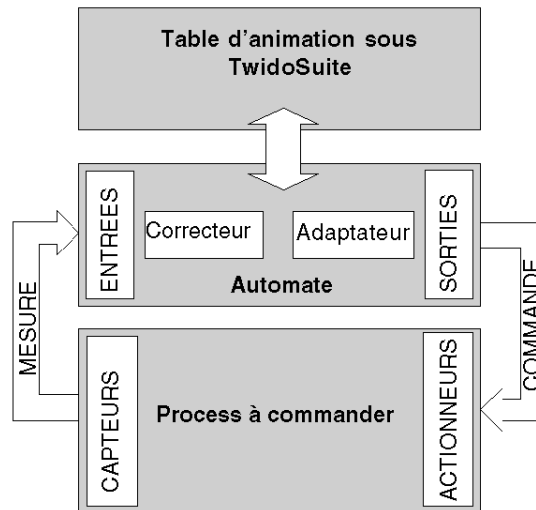 Table d'animation sous
TwidoSuite
ENTREES
Correcteur
Adaptateur
SORTIES
Automate
MESURE
COMMANDE
CAPTEURS
Process à commander
ACTIONNEURS